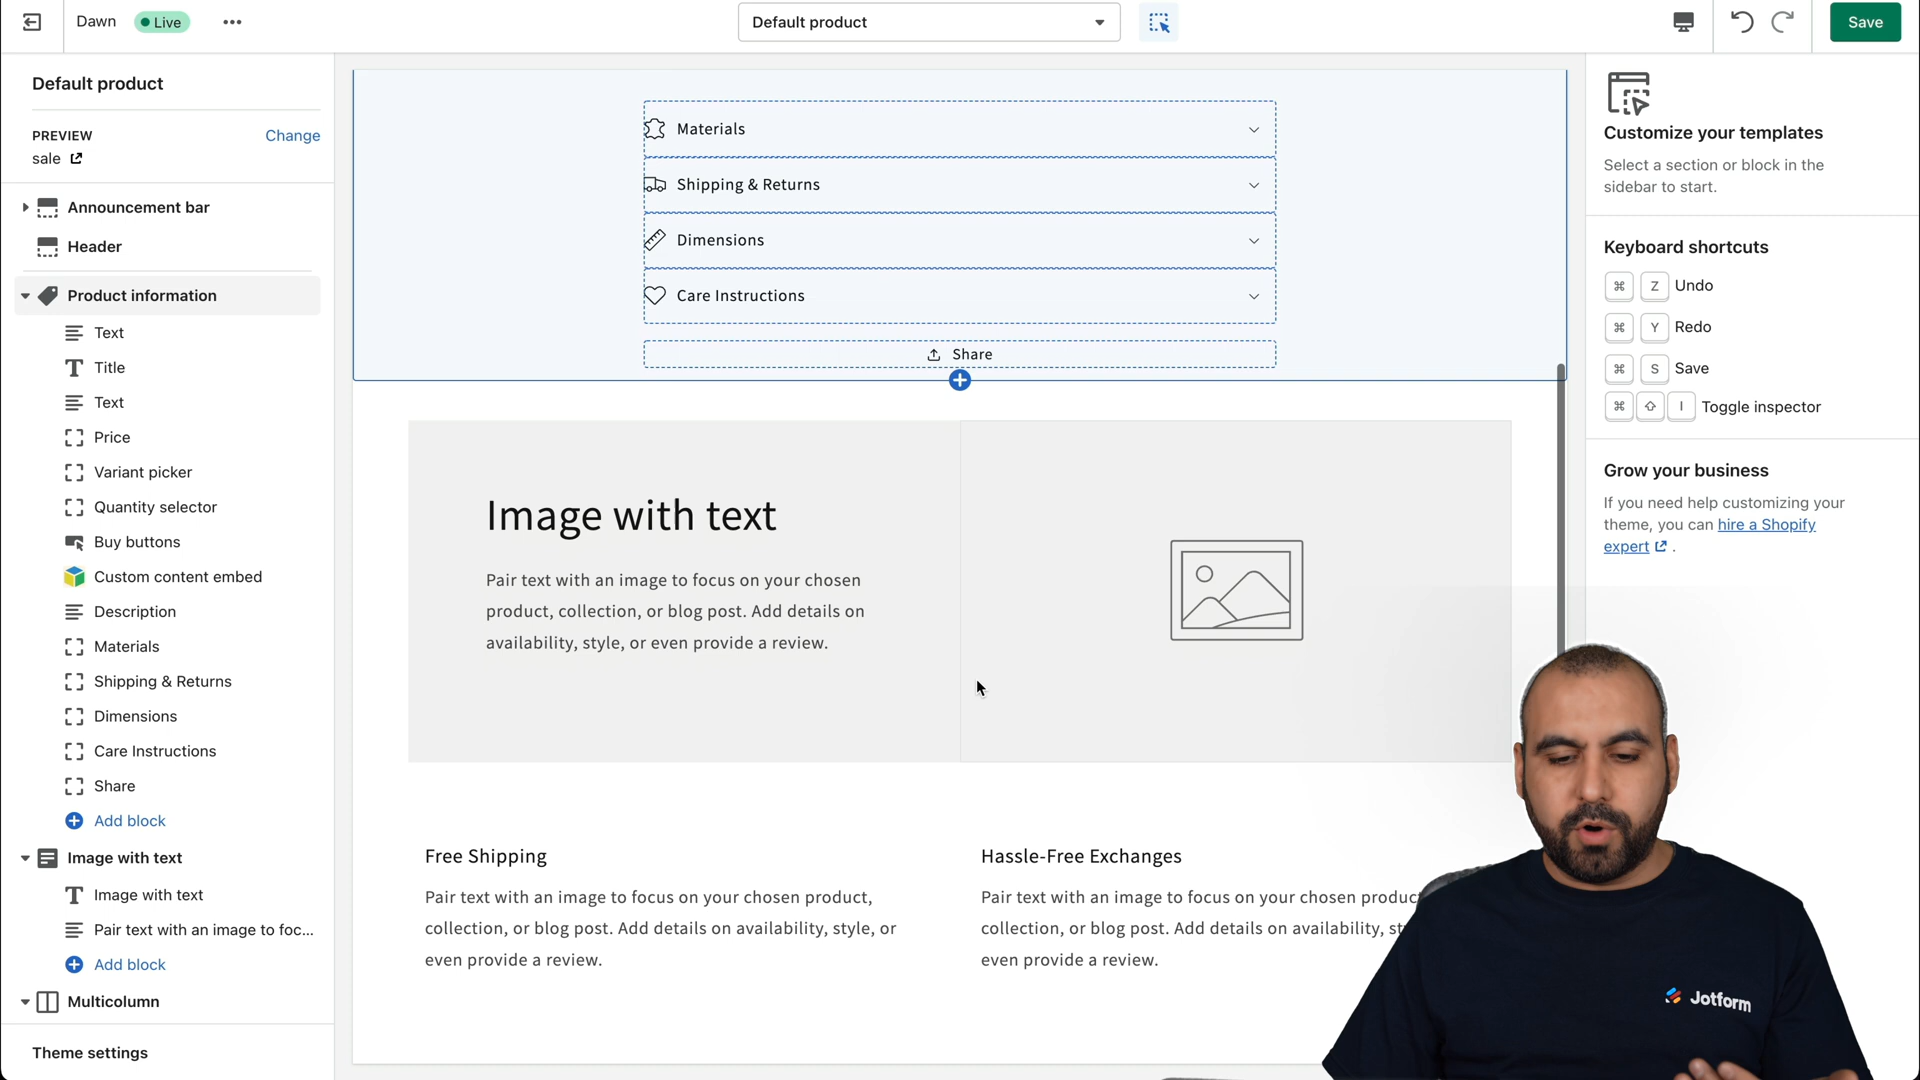 Dawn
Live
Default product
Save
Default product
PREVIEW
Change
sale
Announcement bar
Header
Product information
Text
Title
Text
Price
Variant picker
Quantity selector
Buy buttons
Custom content embed
Description
Materials
Shipping & Returns
Dimensions
Care Instructions
Share
Add block
Image with text
Image with text
Pair text with an image to foc...
Add block
Multicolumn
Theme settings
Materials
Shipping & Returns
Dimensions
Care Instructions
Share
Image with text
Pair text with an image to focus on your chosen
product, collection, or blog post. Add details on
availability, style, or even provide a review.
Free Shipping
Pair text with an image to focus on your chosen product,
collection, or blog post. Add details on availability, style, or
even provide a review.
Hassle-Free Exchanges
Pair text with an image to focus on your chosen produc
collection, or blog post. Add details on availability, st
even provide a review.
Customize your templates
Select a section or block in the
sidebar to start.
Keyboard shortcuts
⌘ Z Undo
⌘ Y Redo
⌘ S Save
⌘ ⇧ I Toggle inspector
Grow your business
If you need help customizing your
theme, you can hire a Shopify
expert .
Jotform